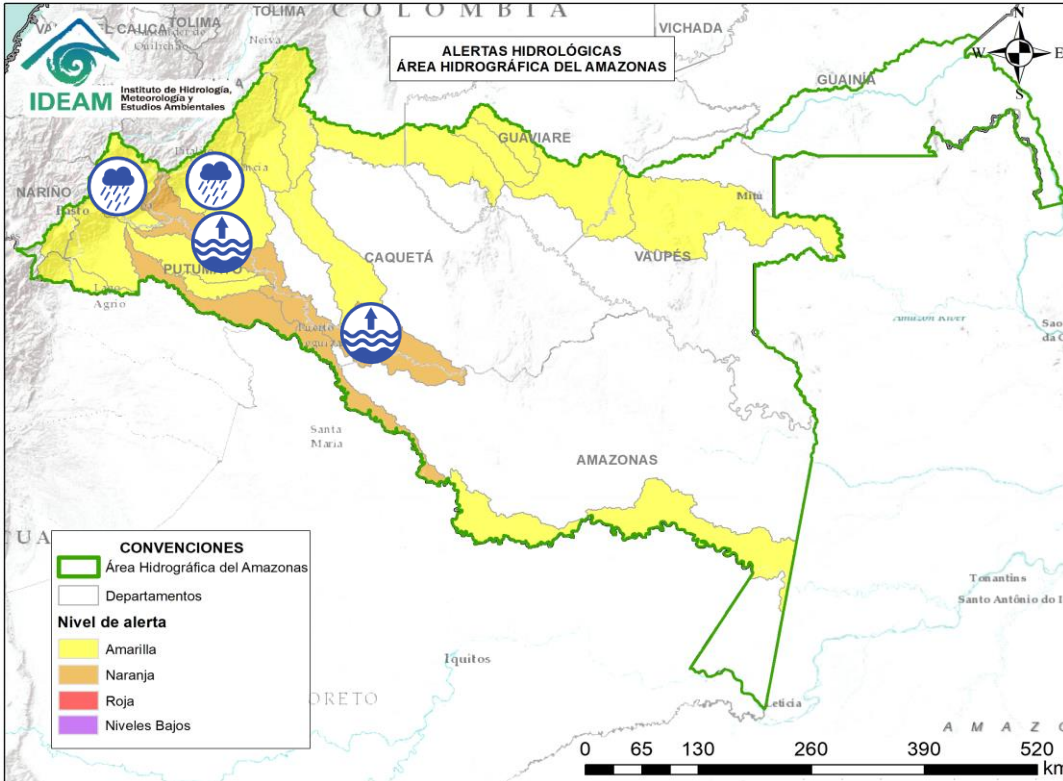 COLOMBIA
TOLIMA
TOLIMA
EL CAUCA
Quilichao
Neiva
VICHADA
N
W
E
S
ALERTAS HIDROLÓGICAS
ÁREA HIDROGRÁFICA DEL AMAZONAS
IDEAM
Instituto de Hidrología,
Meteorología y
Estudios Ambientales
GUAINÍA
GUAVIARE
NARIÑO
Pasto
Mitú
CAQUETÁ
VAUPÉS
PUTUMAYO
Lago
Agrio
Puerto
Santa
Maria
AMAZONAS
CONVENCIONES
Área Hidrográfica del Amazonas
Departamentos
Nivel de alerta
Amarilla
Naranja
Roja
Niveles Bajos
Tonantins
Santo Antônio do I
Iquitos
ORETO
Leticia
A M A Z O
0 65 130 260 390 520
km